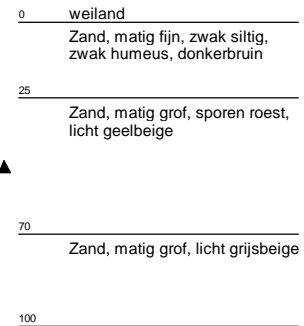 0 weiland
Zand, matig fijn, zwak siltig,
zwak humeus, donkerbruin
25
Zand, matig grof, sporen roest,
licht geelbeige
70
Zand, matig grof, licht grijsbeige
100